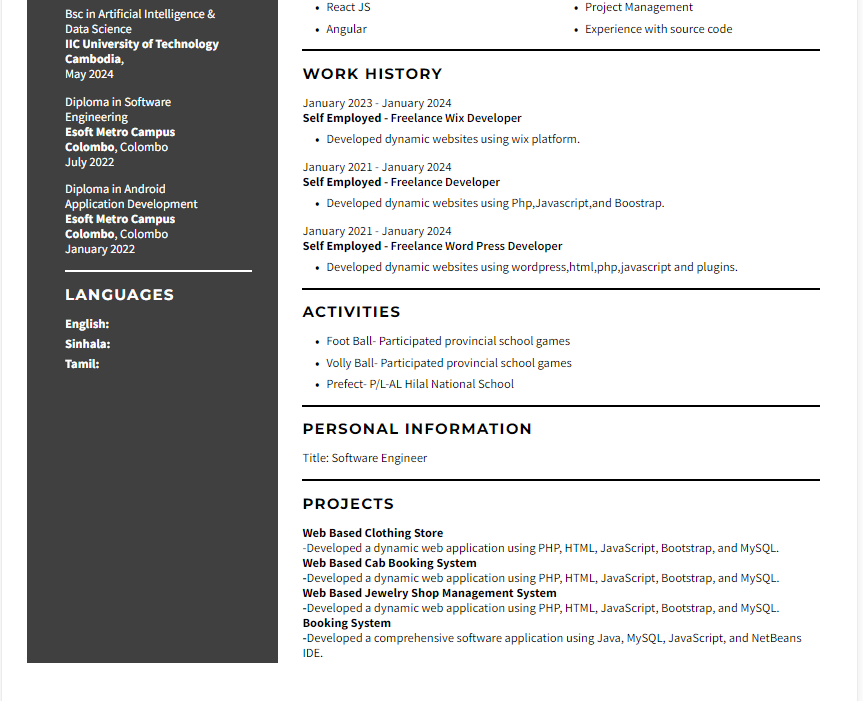 Bsc in Artificial Intelligence &
Data Science
IIC University of Technology
Cambodia,
May 2024
Diploma in Software
Engineering
Esoft Metro Campus
Colombo, Colombo
July 2022
Diploma in Android
Application Development
Esoft Metro Campus
Colombo, Colombo
January 2022
LANGUAGES
English:
Sinhala:
Tamil:
• React JS
• Angular
• Project Management
• Experience with source code
WORK HISTORY
January 2023 - January 2024
Self Employed - Freelance Wix Developer
• Developed dynamic websites using wix platform.
January 2021 - January 2024
Self Employed - Freelance Developer
• Developed dynamic websites using Php,Javascript,and Boostrap.
January 2021 - January 2024
Self Employed - Freelance Word Press Developer
• Developed dynamic websites using wordpress,html,php,javascript and plugins.
ACTIVITIES
• Foot Ball- Participated provincial school games
• Volly Ball- Participated provincial school games
• Prefect- P/L-AL Hilal National School
PERSONAL INFORMATION
Title: Software Engineer
PROJECTS
Web Based Clothing Store
-Developed a dynamic web application using PHP, HTML, JavaScript, Bootstrap, and MySQL.
Web Based Cab Booking System
-Developed a dynamic web application using PHP, HTML, JavaScript, Bootstrap, and MySQL.
Web Based Jewelry Shop Management System
-Developed a dynamic web application using PHP, HTML, JavaScript, Bootstrap, and MySQL.
Booking System
-Developed a comprehensive software application using Java, MySQL, JavaScript, and NetBeans
IDE.